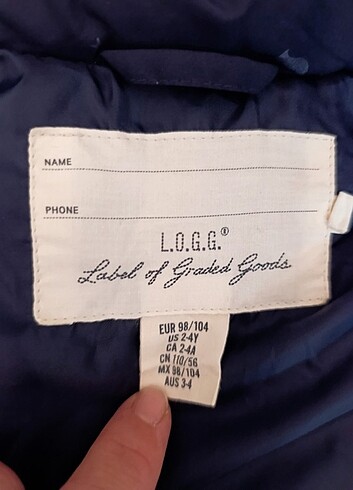 NAME
PHONE
L.O.G.G.®
Label of Graded Goods
EUR 98/104
US 2-4Y
CA 2-4A
CN 110/56
MX 98/104
AUS 3-4